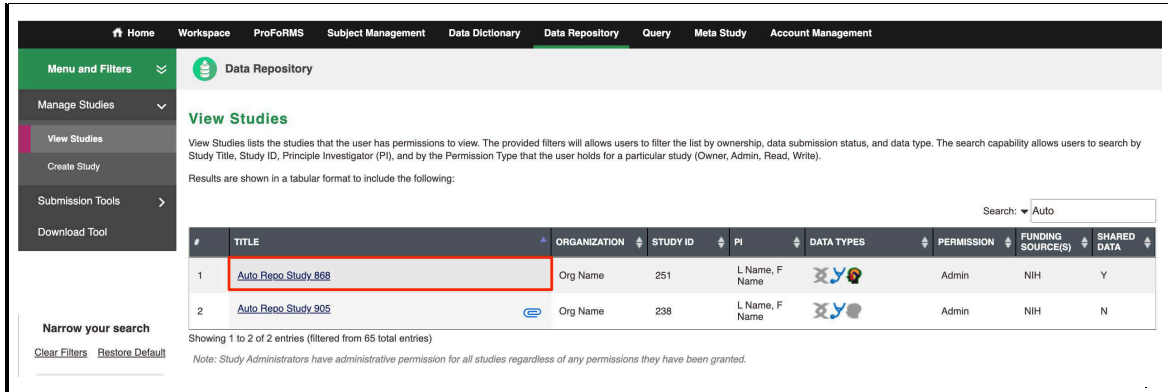 Home Workspace ProFoRMS Subject Management Data Dictionary Data Repository Query Meta Study Account Management
Menu and Filters
Data Repository
Manage Studies
View Studies
Create Study
Submission Tools
Download Tool
View Studies
View Studies lists the studies that the user has permissions to view. The provided filters will allows users to filter the list by ownership, data submission status, and data type. The search capability allows users to search by
Study Title, Study ID, Principle Investigator (PI), and by the Permission Type that the user holds for a particular study (Owner, Admin, Read, Write).
Results are shown in a tabular format to include the following:
Search: Auto
# TITLE ORGANIZATION STUDY ID PI DATA TYPES PERMISSION FUNDING SOURCE(S) SHARED DATA
1 Auto Repo Study 868 Org Name 251 L Name, F Name Admin NIH Y
2 Auto Repo Study 905 Org Name 238 L Name, F Name Admin NIH N
Showing 1 to 2 of 2 entries (filtered from 65 total entries)
Note: Study Administrators have administrative permission for all studies regardless of any permissions they have been granted.
Narrow your search
Clear Filters Restore Default